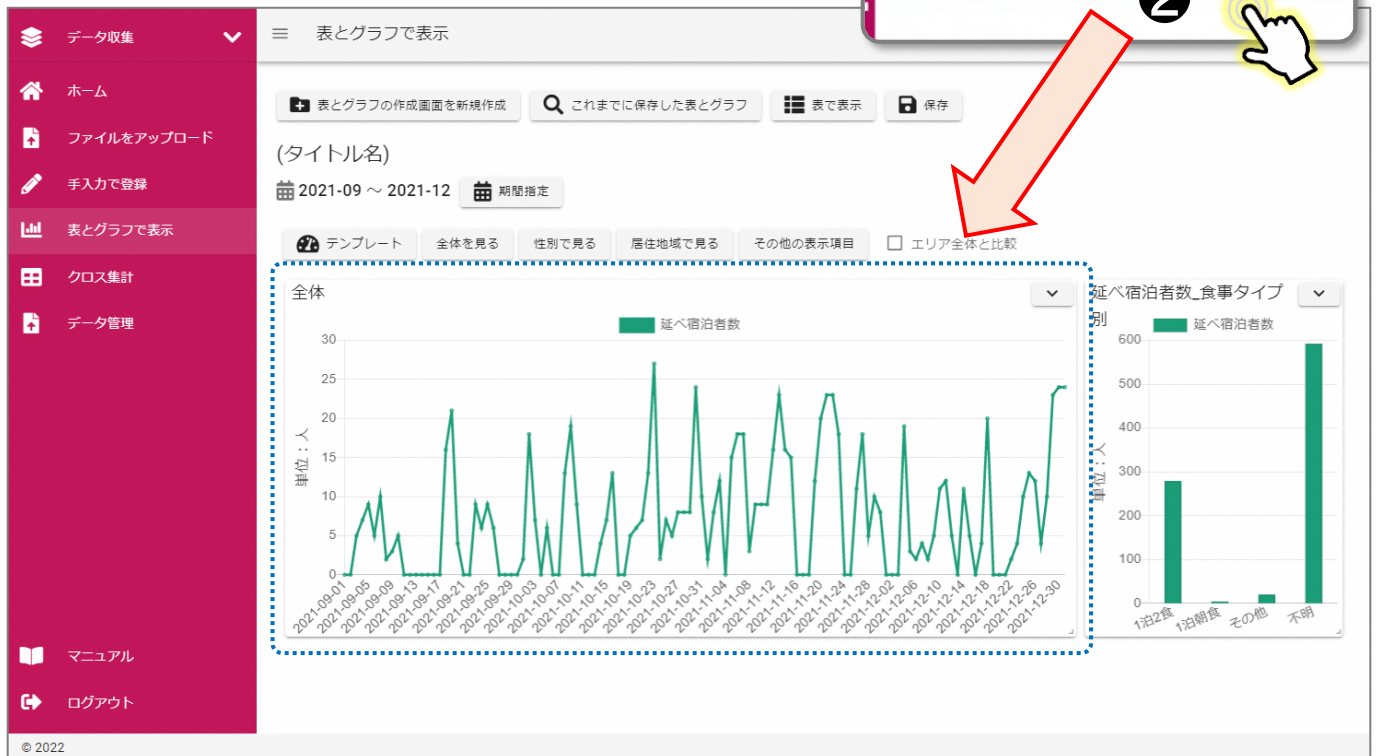 ❷
データ収集
ホーム
ファイルをアップロード
手入力で登録
表とグラフで表示
クロス集計
データ管理
マニュアル
ログアウト
© 2022
表とグラフで表示
表とグラフの作成画面を新規作成 これまでに保存した表とグラフ 表で表示 保存
(タイトル名)
2021-09 ～ 2021-12 期間指定
テンプレート 全体を見る 性別で見る 居住地域で見る その他の表示項目 エリア全体と比較
全体
延べ宿泊者数
単位：人
30
25
20
15
10
5
0
2021-09-01 2021-09-05 2021-09-09 2021-09-13 2021-09-17 2021-09-21 2021-09-25 2021-09-29 2021-10-03 2021-10-07 2021-10-11 2021-10-15 2021-10-19 2021-10-23 2021-10-27 2021-10-31 2021-11-04 2021-11-08 2021-11-12 2021-11-16 2021-11-20 2021-11-24 2021-11-28 2021-12-02 2021-12-06 2021-12-10 2021-12-14 2021-12-18 2021-12-22 2021-12-26 2021-12-30
延べ宿泊者数_食事タイプ
別
延べ宿泊者数
単位：人
600
500
400
300
200
100
0
1泊2食 1泊朝食 その他 不明